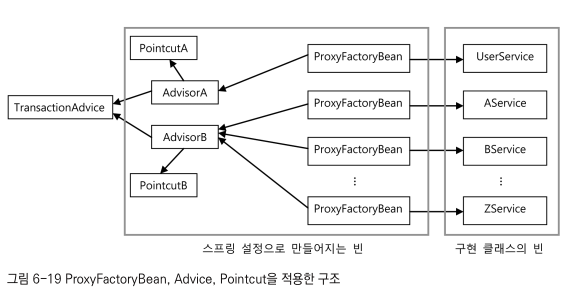 PointcutA
ProxyFactoryBean
UserService
AdvisorA
TransactionAdvice
ProxyFactoryBean
AService
AdvisorB
ProxyFactoryBean
BService
PointcutB
⋮
⋮
ProxyFactoryBean
ZService
스프링 설정으로 만들어지는 빈
구현 클래스의 빈
그림 6-19 ProxyFactoryBean, Advice, Pointcut을 적용한 구조